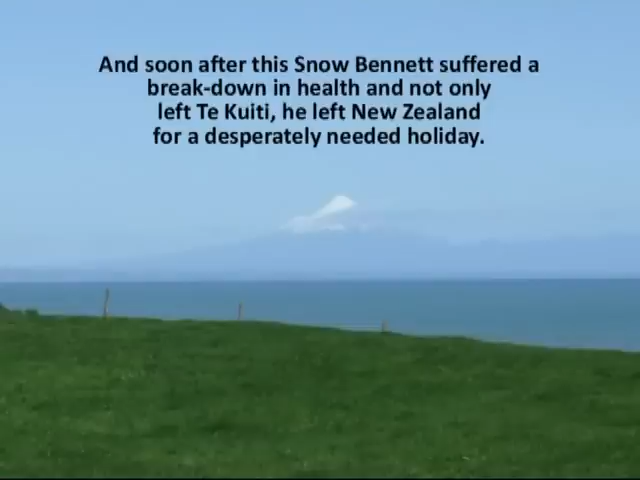 And soon after this Snow Bennett suffered a
break-down in health and not only
left Te Kuiti, he left New Zealand
for a desperately needed holiday.